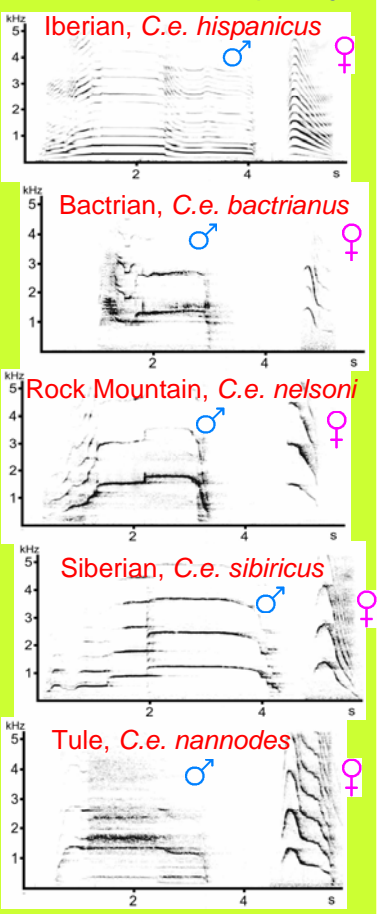 Iberian, C.e. hispanicus
♂ ♀
kHz
5
4
3
2
1
2 4 s
kHz
Bactrian, C.e. bactrianus
♂ ♀
5
4
3
2
1
2 4 s
kHz
Rock Mountain, C.e. nelsoni
♂ ♀
5
4
3
2
1
2 4 s
kHz
Siberian, C.e. sibiricus
♂ ♀
5
4
3
2
1
2 4 s
kHz
Tule, C.e. nannodes
♂ ♀
5
4
3
2
1
2 4 s